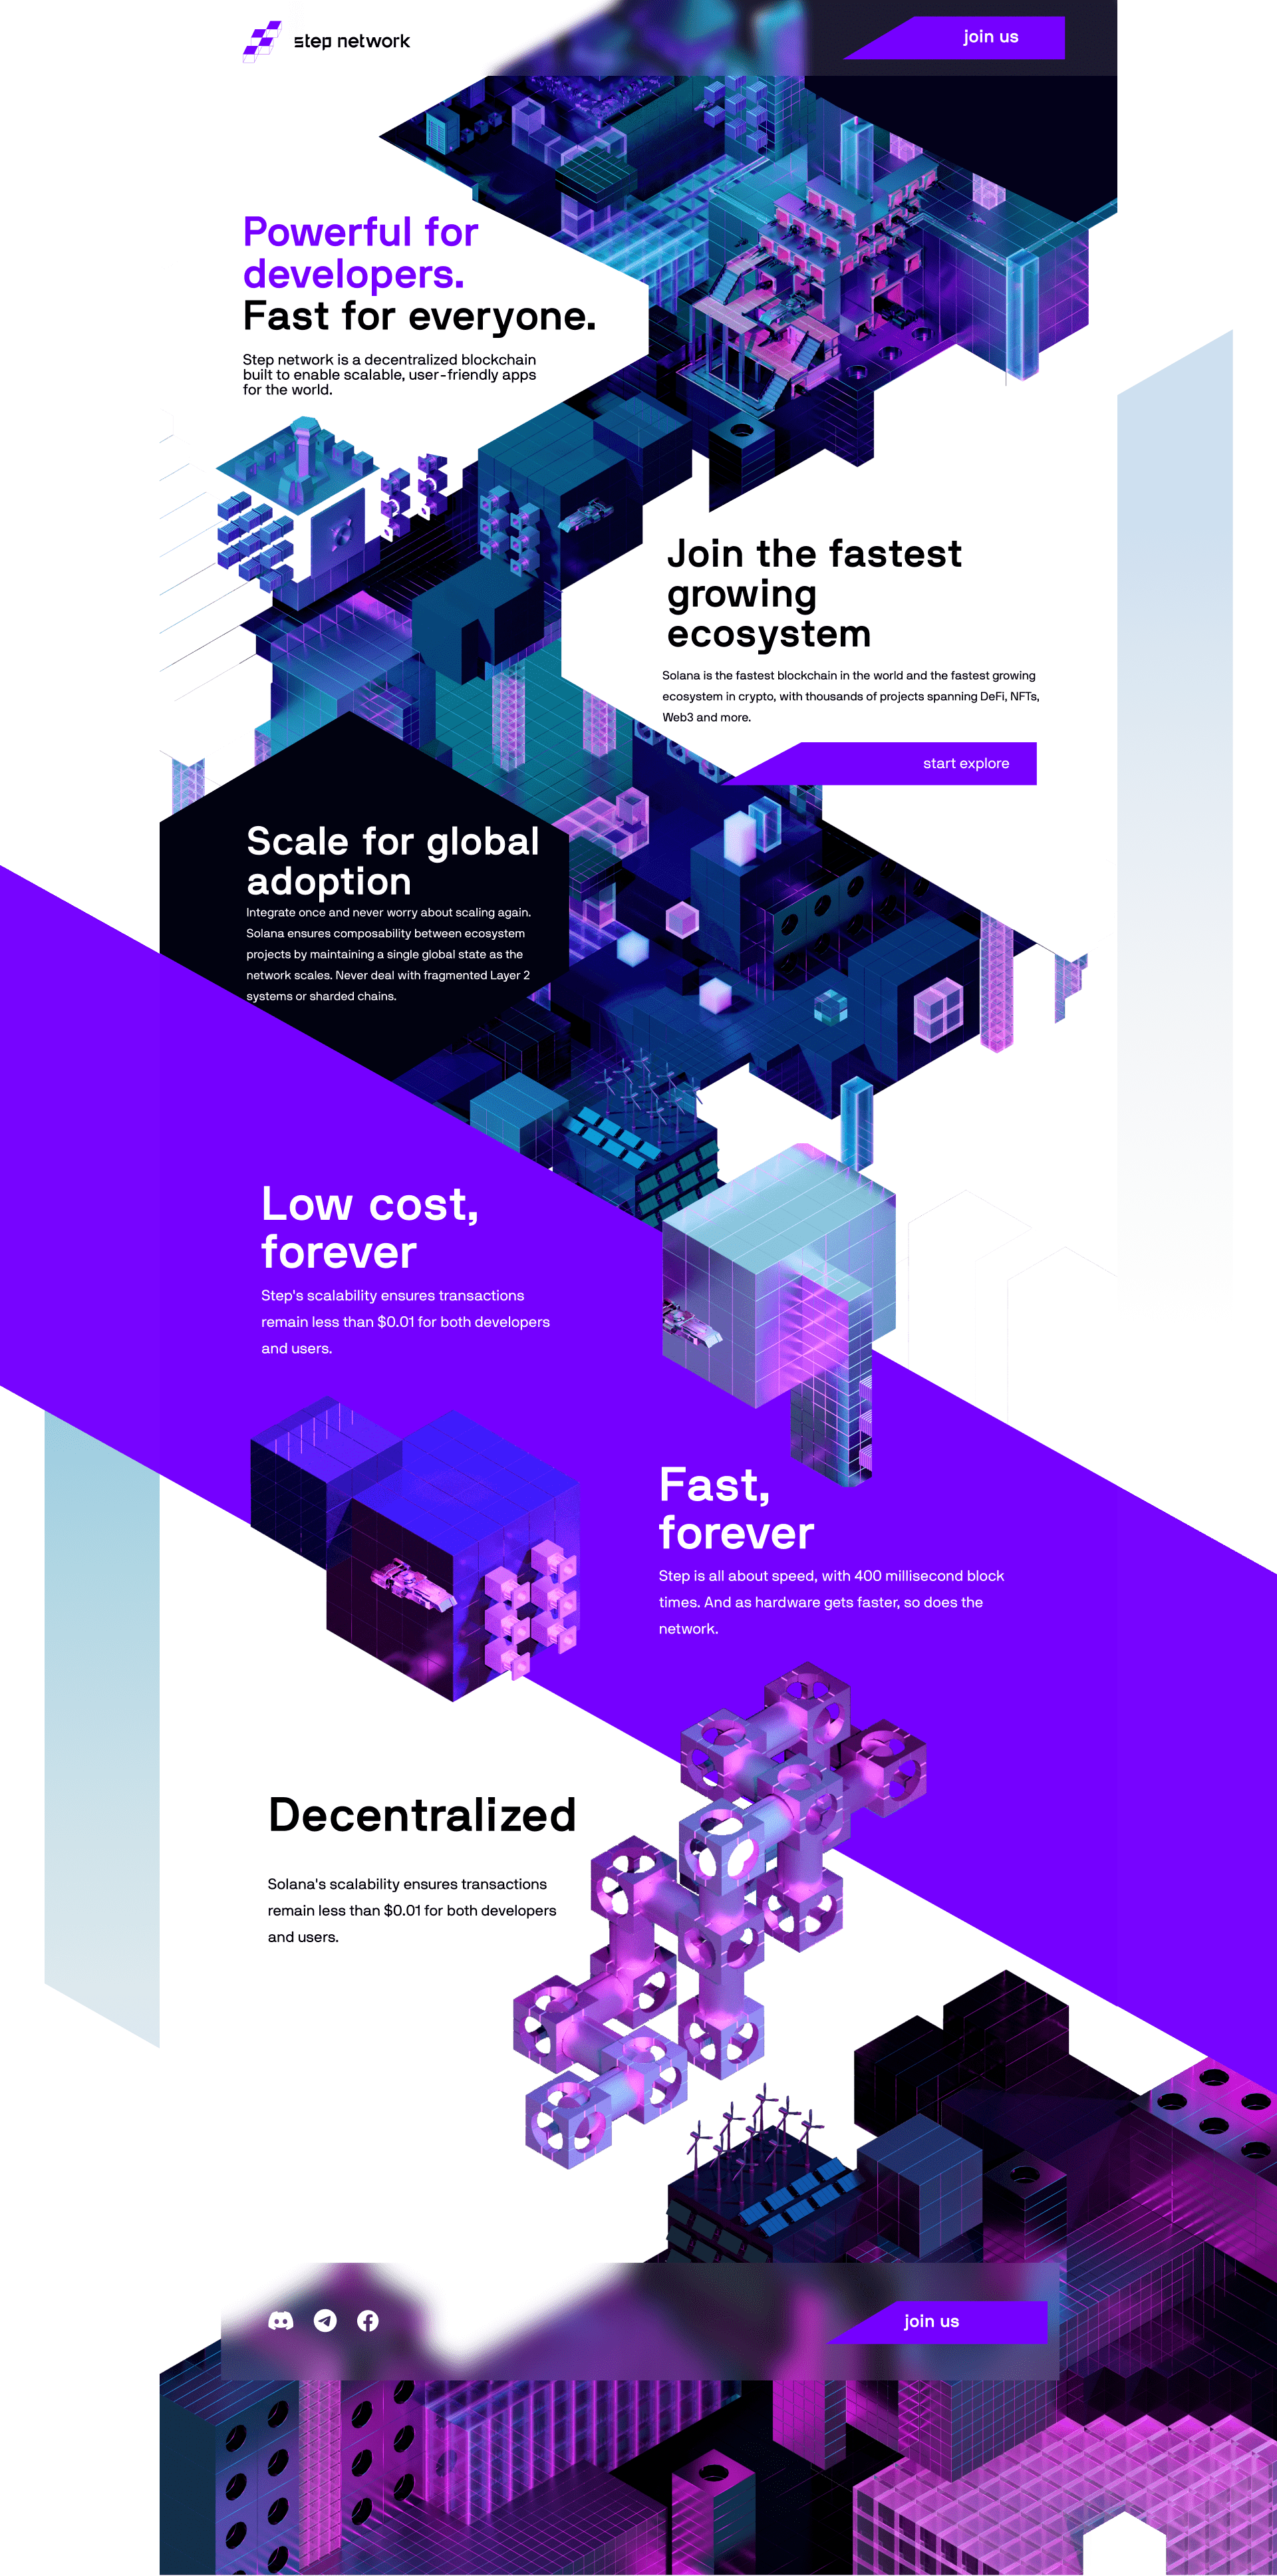 step network
join us
Powerful for
developers.
Fast for everyone.
Step network is a decentralized blockchain
built to enable scalable, user-friendly apps
for the world.
Join the fastest
growing
ecosystem
Solana is the fastest blockchain in the world and the fastest growing
ecosystem in crypto, with thousands of projects spanning DeFi, NFTs,
Web3 and more.
start explore
Scale for global
adoption
Integrate once and never worry about scaling again.
Solana ensures composability between ecosystem
projects by maintaining a single global state as the
network scales. Never deal with fragmented Layer 2
systems or sharded chains.
Low cost,
forever
Step's scalability ensures transactions
remain less than $0.01 for both developers
and users.
Fast,
forever
Step is all about speed, with 400 millisecond block
times. And as hardware gets faster, so does the
network.
Decentralized
Solana's scalability ensures transactions
remain less than $0.01 for both developers
and users.
join us